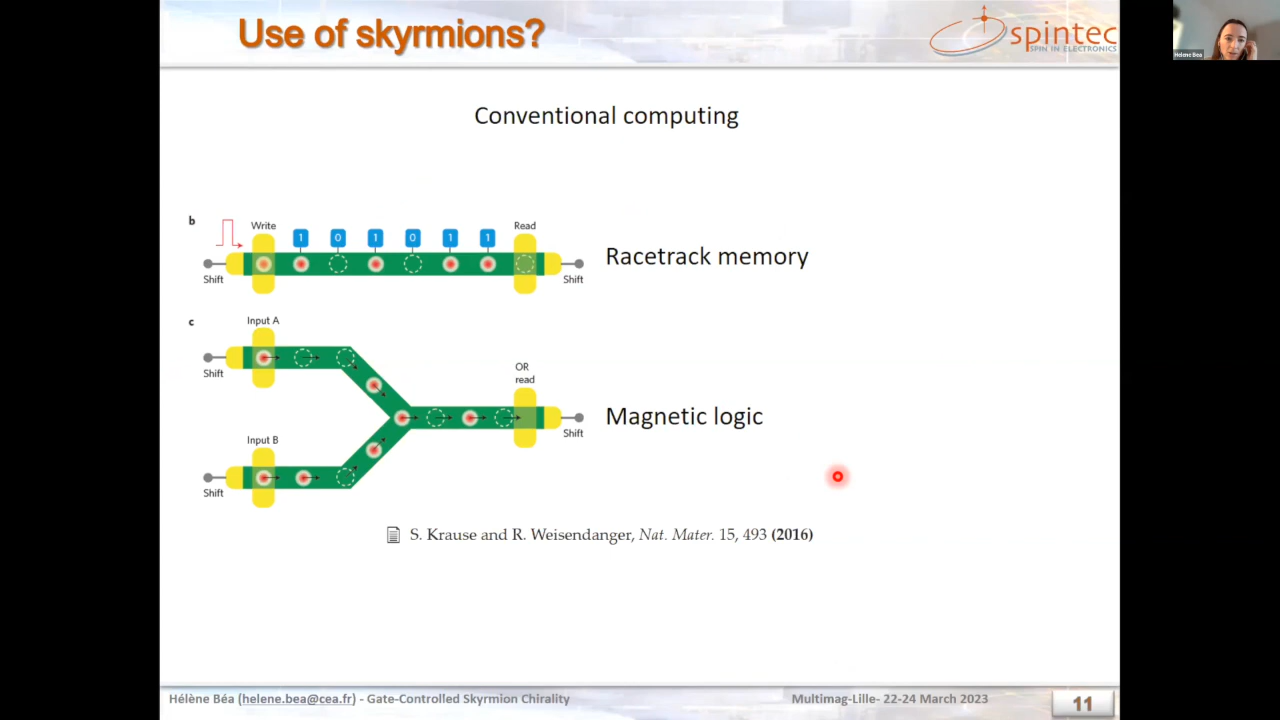 Use of skyrmions?
spintec
SPIN IN ELECTRONICS
Helene Bea
Conventional computing
b
Write
1 0 1 0 1 1
Read
Shift
Shift
Racetrack memory
c
Input A
Shift
OR
read
Magnetic logic
Shift
Input B
Shift
S. Krause and R. Weisendanger, Nat. Mater. 15, 493 (2016)
Hélène Béa (helene.bea@cea.fr) - Gate-Controlled Skyrmion Chirality
Multimag-Lille- 22-24 March 2023
11